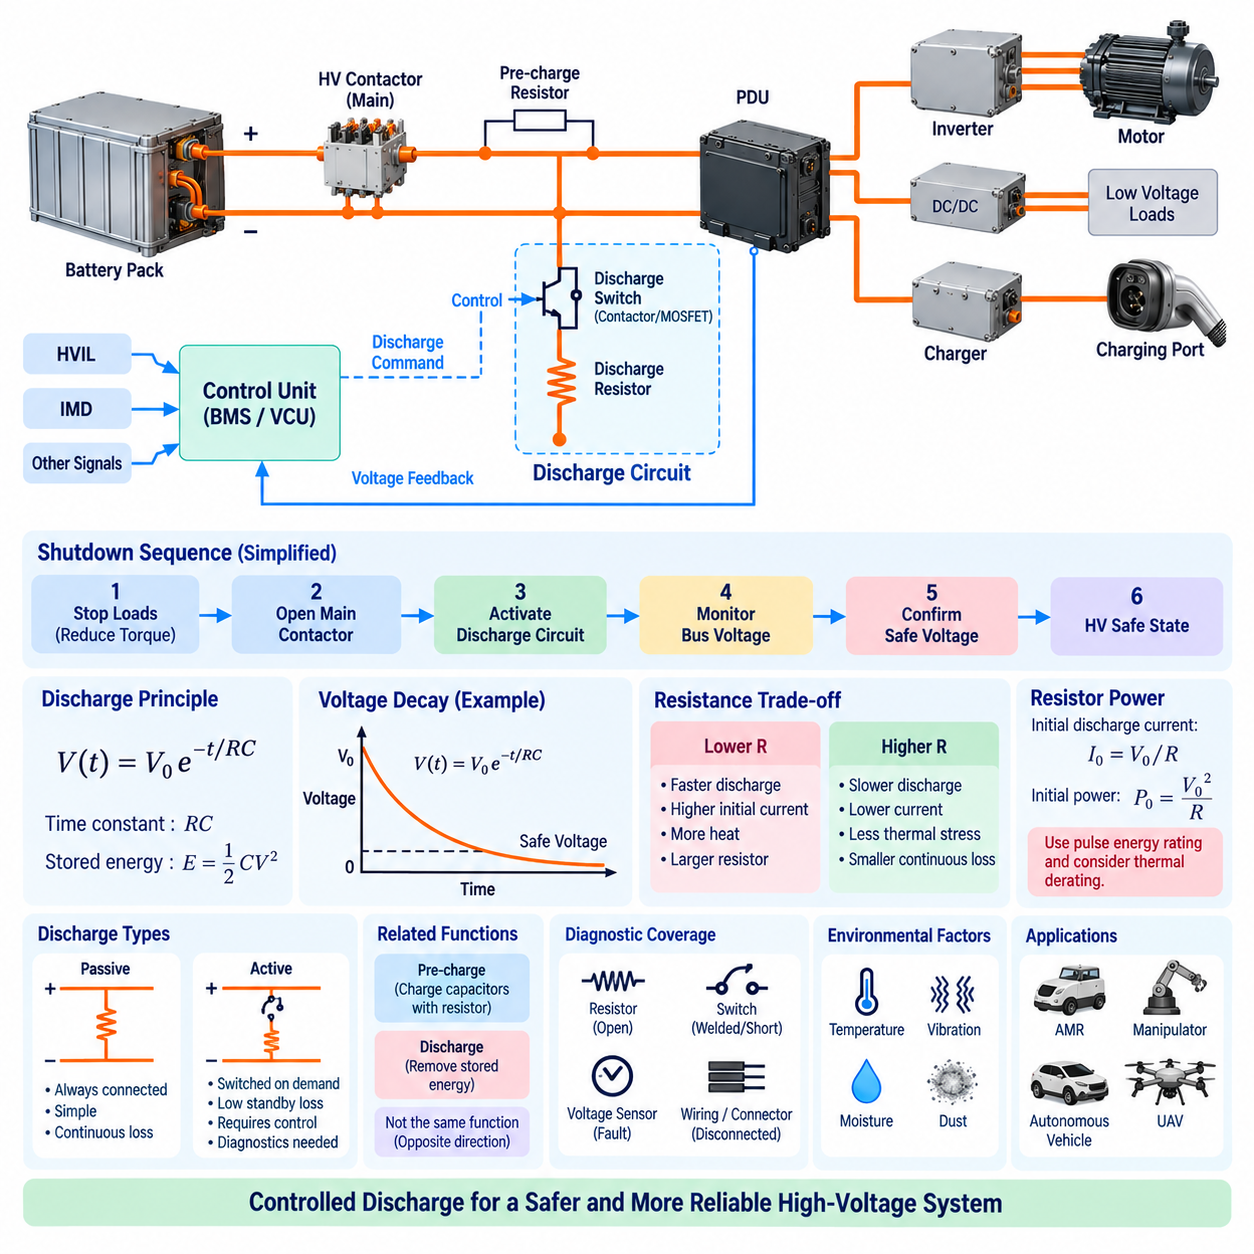 HV Contactor
(Main)
Pre-charge
Resistor
PDU
Inverter
Motor
+
−
Battery Pack
DC/DC
Low Voltage
Loads
Control
Discharge
Switch
(Contactor/MOSFET)
Charger
Charging Port
HVIL
IMD
Other Signals
Control Unit
(BMS / VCU)
Discharge
Command
Discharge
Resistor
Discharge Circuit
Voltage Feedback
Shutdown Sequence (Simplified)
1
Stop Loads
(Reduce Torque)
2
Open Main
Contactor
3
Activate
Discharge Circuit
4
Monitor
Bus Voltage
5
Confirm
Safe Voltage
6
HV Safe State
Discharge Principle
V(t) = V₀ e^{−t/RC}
Time constant : RC
Stored energy : E = 1/2 CV²
Voltage Decay (Example)
V₀
V(t) = V₀ e^{−t/RC}
Voltage
Safe Voltage
0
Time
Resistance Trade-off
Lower R
• Faster discharge
• Higher initial current
• More heat
• Larger resistor
Higher R
• Slower discharge
• Lower current
• Less thermal stress
• Smaller continuous loss
Resistor Power
Initial discharge current:
I₀ = V₀/R
Initial power: P₀ = V₀²/R
Use pulse energy rating
and consider thermal
derating.
Discharge Types
Passive
+
−
• Always connected
• Simple
• Continuous loss
Active
+
−
• Switched on demand
• Low standby loss
• Requires control
• Diagnostics needed
Related Functions
Pre-charge
(Charge capacitors
with resistor)
Discharge
(Remove stored
energy)
Not the same function
(Opposite direction)
Diagnostic Coverage
Resistor
(Open)
Switch
(Welded/Short)
Voltage Sensor
(Fault)
Wiring / Connector
(Disconnected)
Environmental Factors
Temperature
Vibration
Moisture
Dust
Applications
AMR
Manipulator
Autonomous
Vehicle
UAV
Controlled Discharge for a Safer and More Reliable High-Voltage System